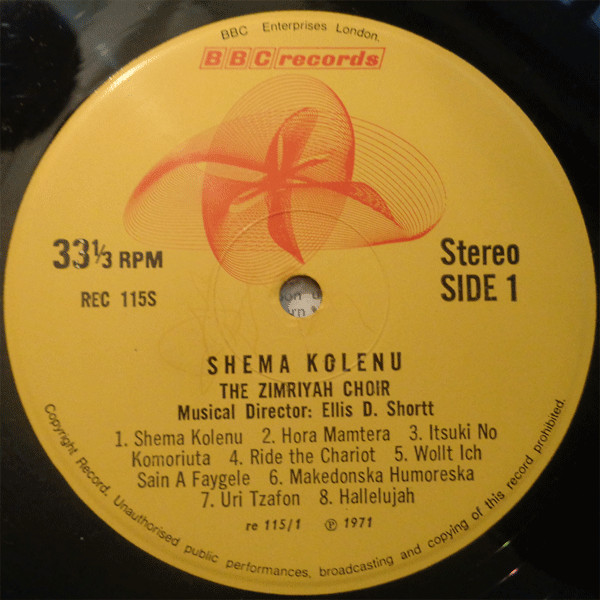 BBC Enterprises London.
BBC records
33⅓ RPM
Stereo
REC 115S
SIDE 1
SHEMA KOLENU
THE ZIMRIYAH CHOIR
Musical Director: Ellis D. Shortt
1. Shema Kolenu 2. Hora Mamtera 3. Itsuki No
Komoriuta 4. Ride the Chariot 5. Wollt Ich
Sain A Faygele 6. Makedonska Humoreska
7. Uri Tzafon 8. Hallelujah
re 115/1 ℗ 1971
Copyright Record. Unauthorised public performances, broadcasting and copying of this record prohibited.